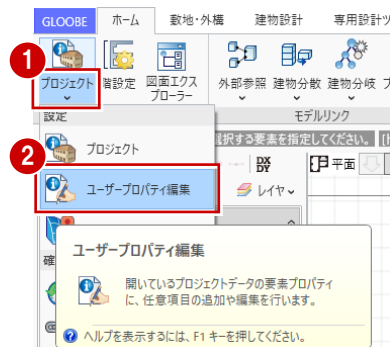 GLOOBE ホーム 敷地・外構 建物設計 専用設計ツ
1
プロジェクト 階設定 図面エクス
プローラー 外部参照 建物分散 建物分岐
設定 モデルリンク
2
プロジェクト
択する要素を指定してください。
ユーザープロパティ編集
DX
DY
平面
レイヤ
ユーザープロパティ編集
開いているプロジェクトデータの要素プロパティ
に、任意項目の追加や編集を行います。
ヘルプを表示するには、F1 キーを押してください。